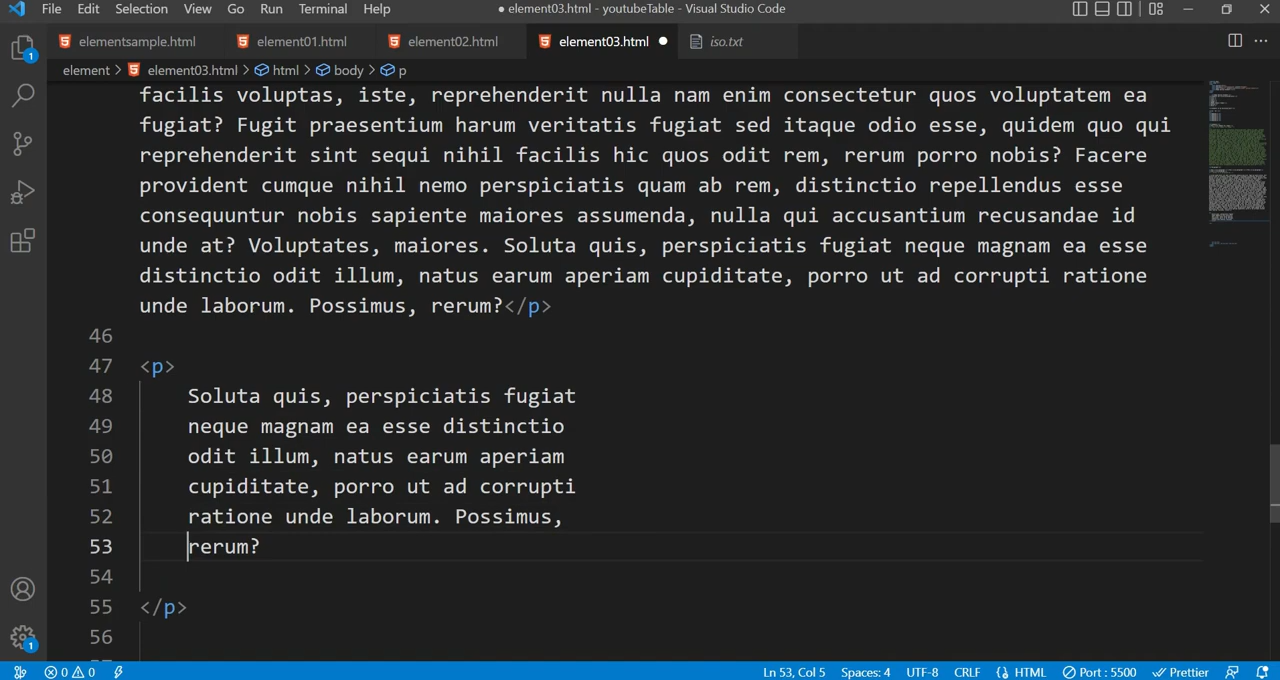 File Edit Selection View Go Run Terminal Help ● element03.html - youtubeTable - Visual Studio Code
elementsample.html element01.html element02.html element03.html ● iso.txt
element > element03.html > html > body > p
facilis voluptas, iste, reprehenderit nulla nam enim consectetur quos voluptatem ea
fugiat? Fugit praesentium harum veritatis fugiat sed itaque odio esse, quidem quo qui
reprehenderit sint sequi nihil facilis hic quos odit rem, rerum porro nobis? Facere
provident cumque nihil nemo perspiciatis quam ab rem, distinctio repellendus esse
consequuntur nobis sapiente maiores assumenda, nulla qui accusantium recusandae id
unde at? Voluptates, maiores. Soluta quis, perspiciatis fugiat neque magnam ea esse
distinctio odit illum, natus earum aperiam cupiditate, porro ut ad corrupti ratione
unde laborum. Possimus, rerum?</p>
46
47 <p>
48 Soluta quis, perspiciatis fugiat
49 neque magnam ea esse distinctio
50 odit illum, natus earum aperiam
51 cupiditate, porro ut ad corrupti
52 ratione unde laborum. Possimus,
53 rerum?
54
55 </p>
56
1
1
0 0 Ln 53, Col 5 Spaces: 4 UTF-8 CRLF HTML Port : 5500 Prettier